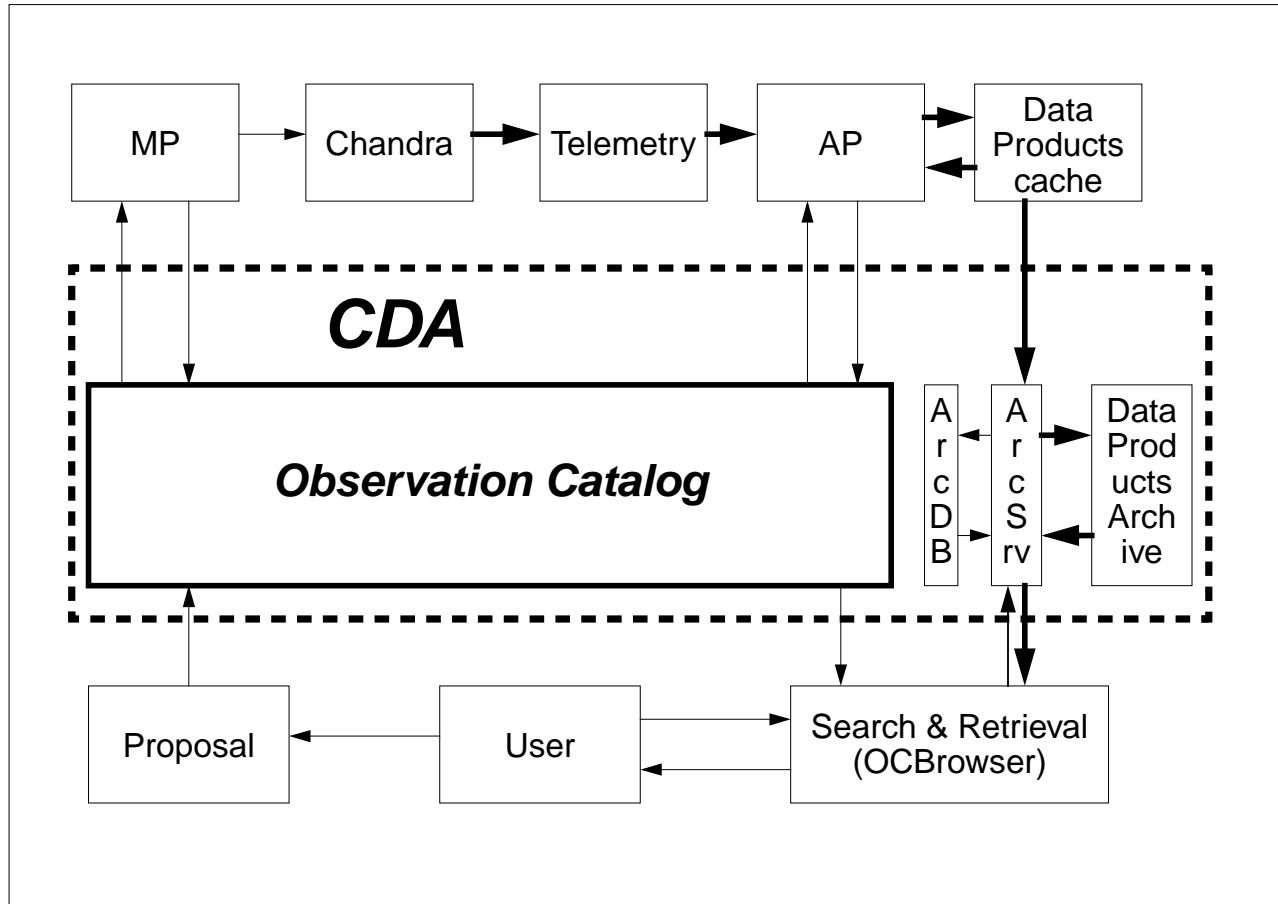 MP
Chandra
Telemetry
AP
Data
Products
cache
CDA
Observation Catalog
A
r
c
D
B
A
r
c
S
rv
Data
Prod
ucts
Arch
ive
Proposal
User
Search & Retrieval
(OCBrowser)